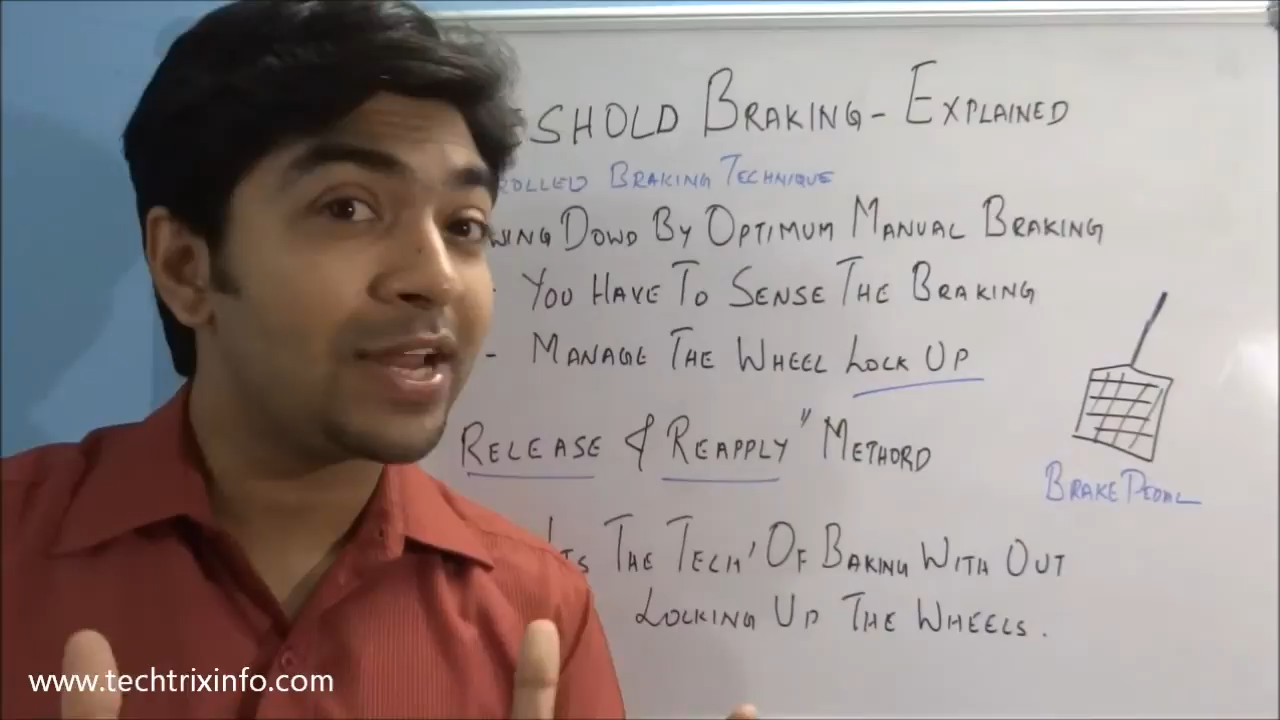 SHOLD BRAKING - EXPLAINED
ROLLED BRAKING TECHNIQUE
WING DOWD BY OPTIMUM MANUAL BRAKING
YOU HAVE TO SENSE THE BRAKING
- MANAGE THE WHEEL LOCK UP
RELEASE & REAPPLY" METHORD
BRAKE PEDAL
ITS THE TECH' OF BAKING WITH OUT
LOCKING UP THE WHEELS.
www.techtrixinfo.com